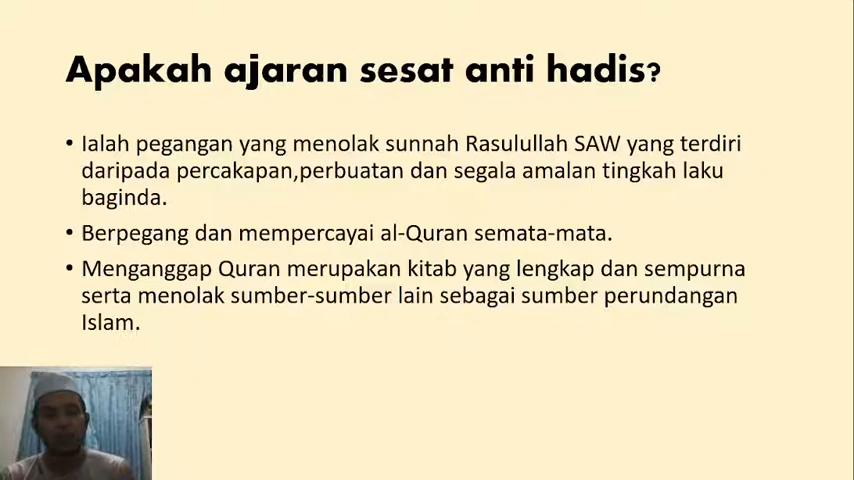 Apakah ajaran sesat anti hadis?
• Ialah pegangan yang menolak sunnah Rasulullah SAW yang terdiri
daripada percakapan,perbuatan dan segala amalan tingkah laku
baginda.
• Berpegang dan mempercayai al-Quran semata-mata.
• Menganggap Quran merupakan kitab yang lengkap dan sempurna
serta menolak sumber-sumber lain sebagai sumber perundangan
Islam.